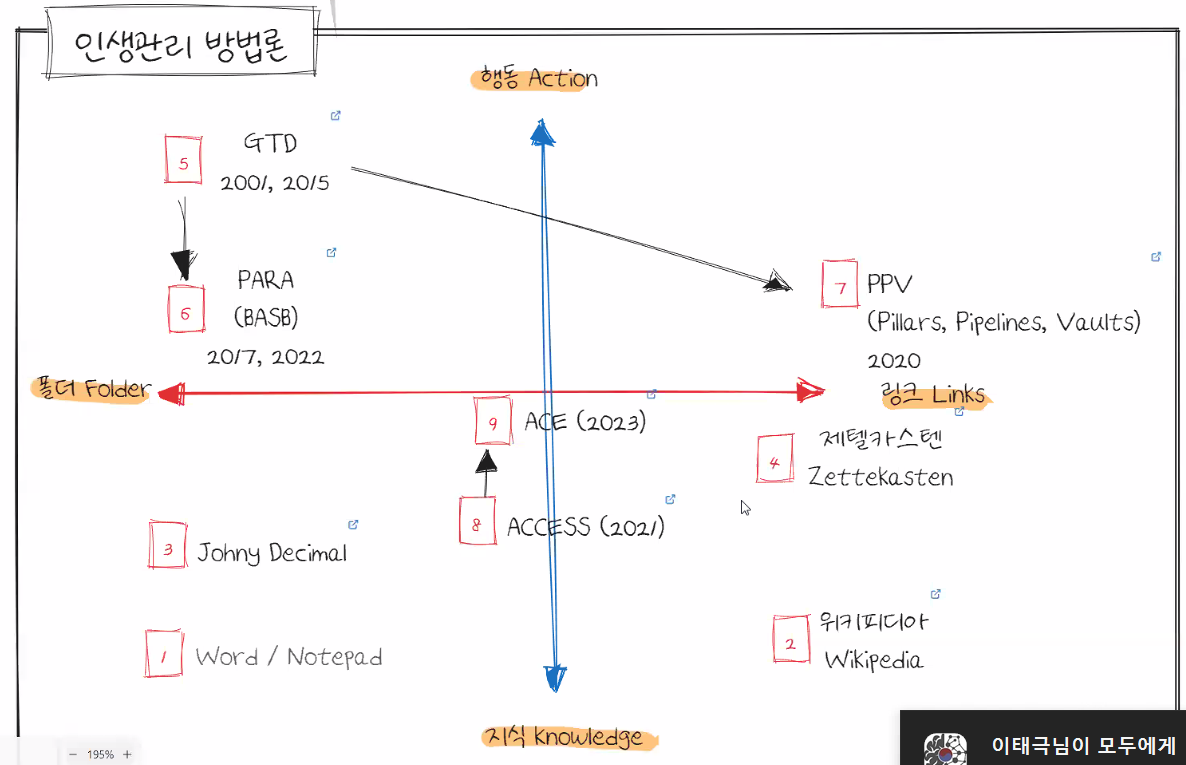 인생관리 방법론
행동 Action
5
GTD
2001, 2015
6
PARA
(BASB)
2017, 2022
7
PPV
(Pillars, Pipelines, Vaults)
2020
폴더 Folder
링크 Links
9
ACE (2023)
4
제텔카스텐
Zettekasten
8
ACCESS (2021)
3
Johny Decimal
1
Word / Notepad
2
위키피디아
Wikipedia
지식 Knowledge
이태극님이 모두에게
− 195% +